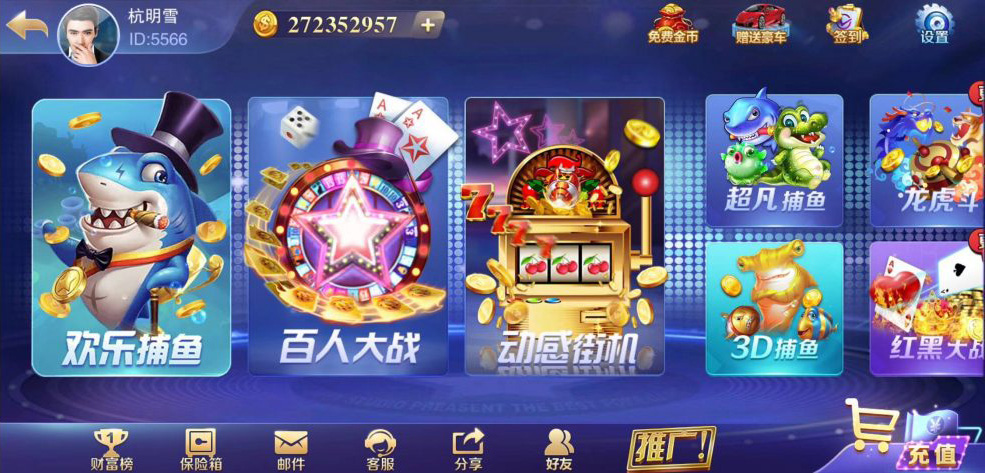 杭明雪
ID:5566
272352957 +
免费金币
赠送豪车
签到
设置
欢乐捕鱼
百人大战
777
动感街机
超凡捕鱼
龙虎斗
3D捕鱼
红黑大战
财富榜
保险箱
邮件
客服
分享
好友
推广!
充值